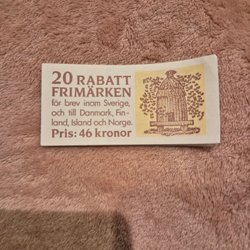 20 RABATT
FRIMÄRKEN
för brev inom Sverige,
och till Danmark, Fin-
land, Island och Norge.
Pris: 46 kronor